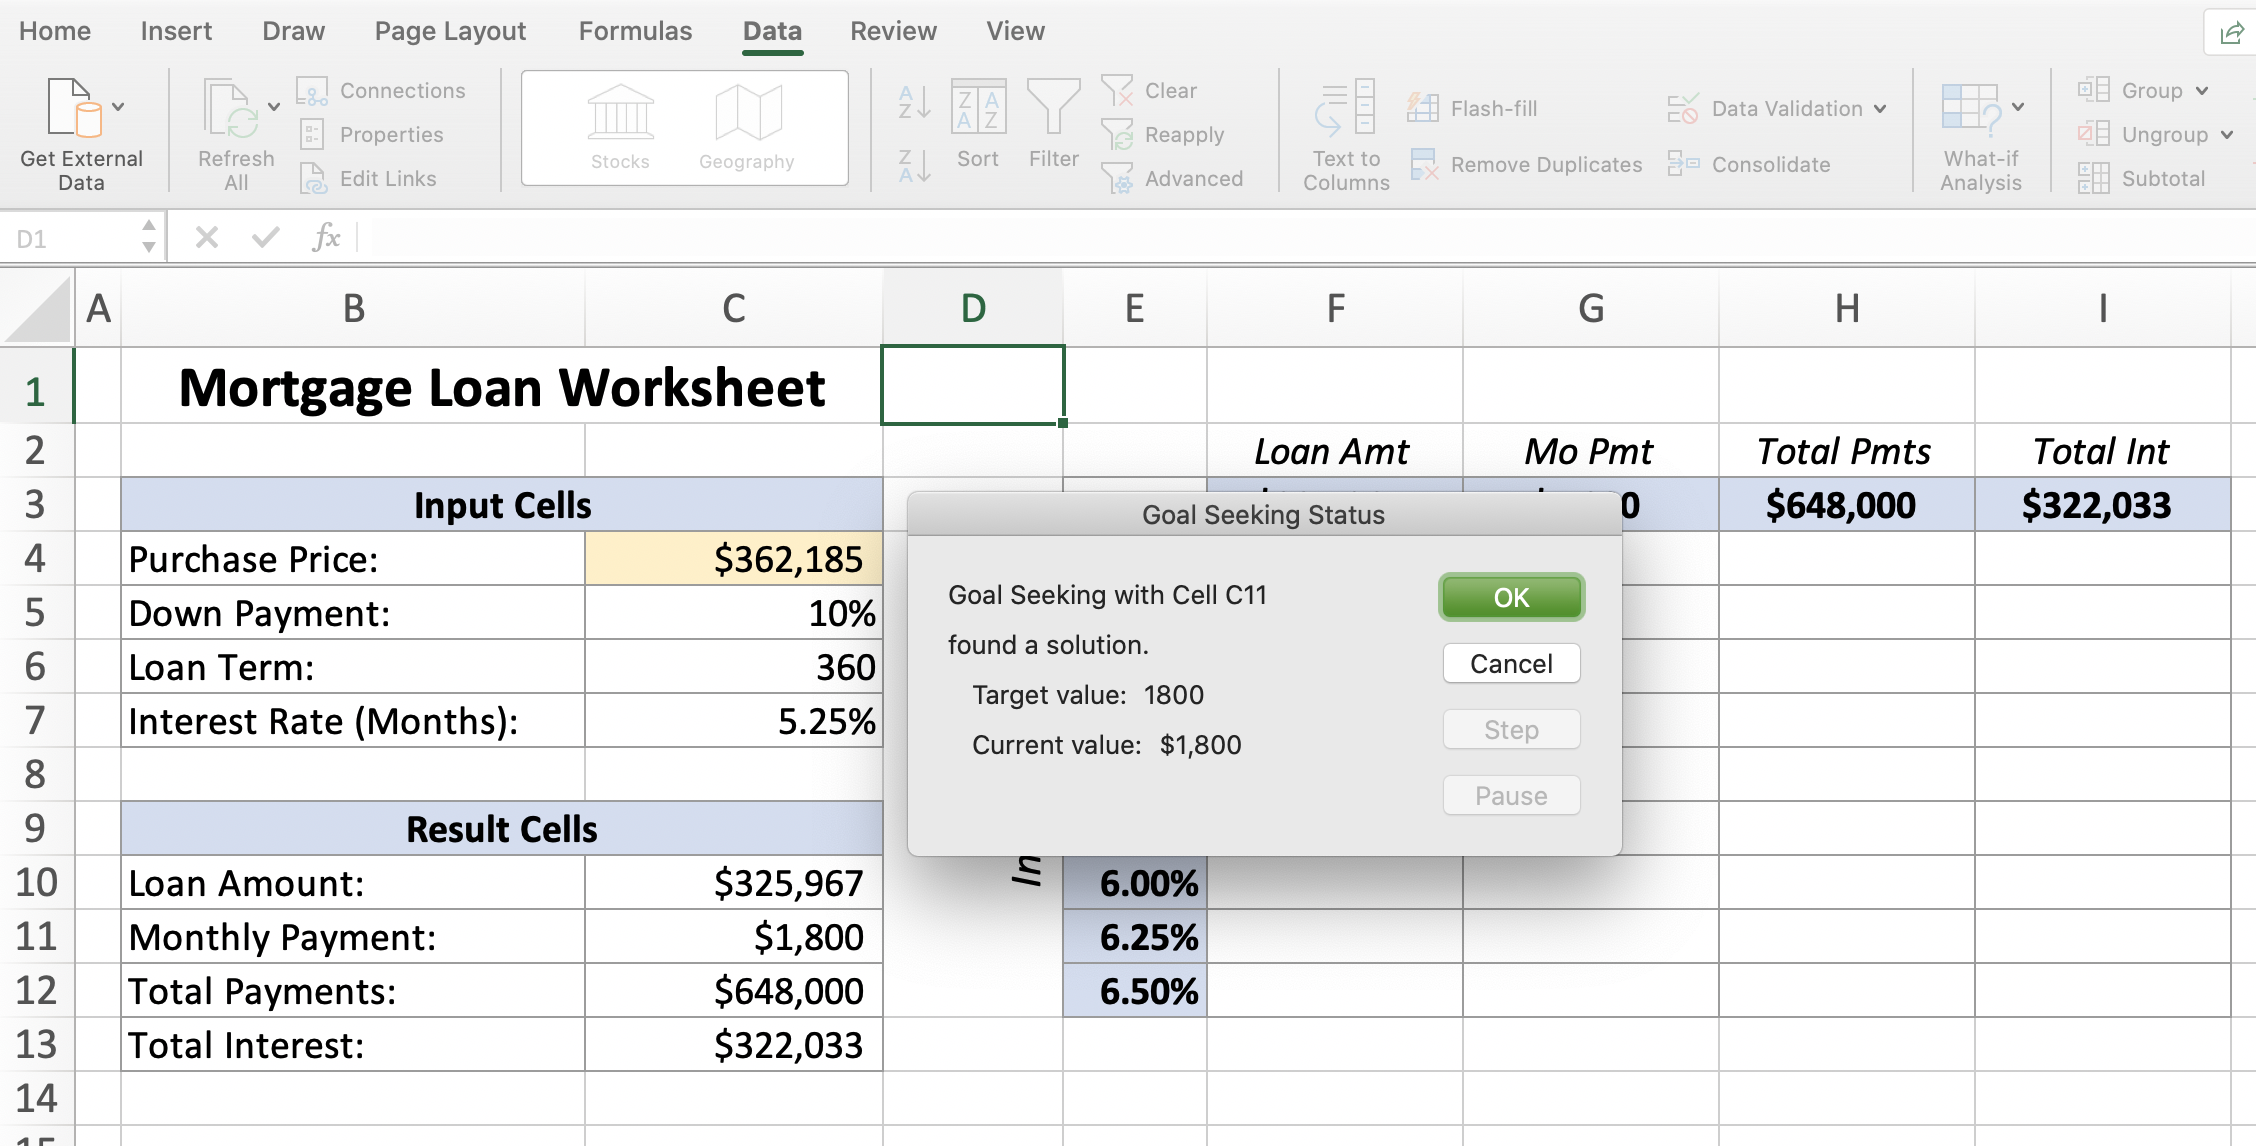 Home Insert Draw Page Layout Formulas Data Review View
Get External Data
Refresh All
Connections
Properties
Edit Links
Stocks
Geography
A Z
Z A
Z A A Z
Sort
Filter
Clear
Reapply
Advanced
Text to Columns
Flash-fill
Remove Duplicates
Data Validation
Consolidate
What-if Analysis
Group
Ungroup
Subtotal
D1 fx
A B C D E F G H I
1 Mortgage Loan Worksheet
2 Loan Amt Mo Pmt Total Pmts Total Int
3 Input Cells 0 $648,000 $322,033
4 Purchase Price: $362,185
5 Down Payment: 10%
6 Loan Term: 360
7 Interest Rate (Months): 5.25%
8
9 Result Cells
10 Loan Amount: $325,967 In 6.00%
11 Monthly Payment: $1,800 6.25%
12 Total Payments: $648,000 6.50%
13 Total Interest: $322,033
14
Goal Seeking Status
Goal Seeking with Cell C11
found a solution.
Target value: 1800
Current value: $1,800
OK
Cancel
Step
Pause